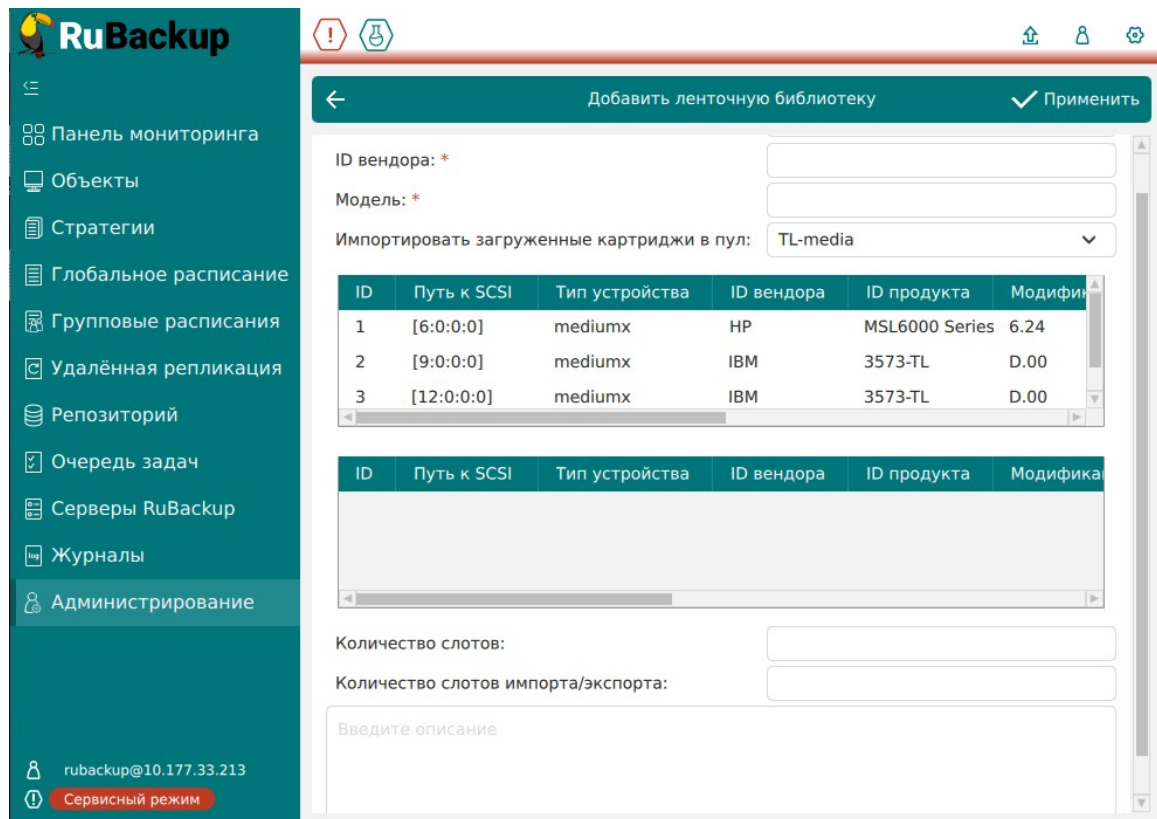 RuBackup
Добавить ленточную библиотеку
Применить
Панель мониторинга
Объекты
Стратегии
Глобальное расписание
Групповые расписания
Удалённая репликация
Репозиторий
Очередь задач
Серверы RuBackup
Журналы
Администрирование
rubackup@10.177.33.213
Сервисный режим
ID вендора: *
Модель: *
Импортировать загруженные картриджи в пул: TL-media
ID Путь к SCSI Тип устройства ID вендора ID продукта Модифик
1 [6:0:0:0] mediumx HP MSL6000 Series 6.24
2 [9:0:0:0] mediumx IBM 3573-TL D.00
3 [12:0:0:0] mediumx IBM 3573-TL D.00
ID Путь к SCSI Тип устройства ID вендора ID продукта Модифика
Количество слотов:
Количество слотов импорта/экспорта:
Введите описание